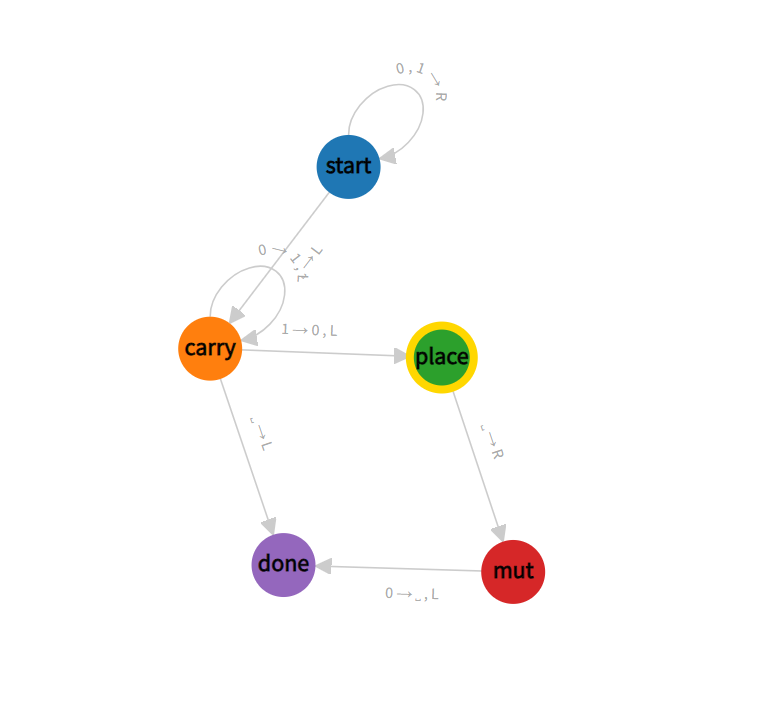 0,1→R
start
␣→L
0→1,L
carry
1→0,L
place
␣→L
␣→R
done
mut
0→␣,L